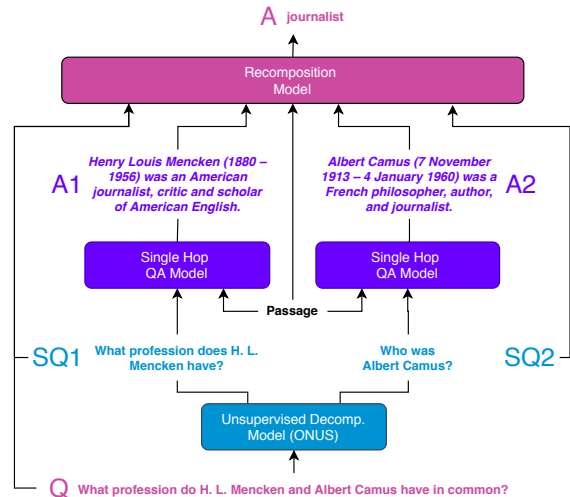 A journalist
Recomposition
Model
A1
Henry Louis Mencken (1880 –
1956) was an American
journalist, critic and scholar
of American English.
Albert Camus (7 November
1913 – 4 January 1960) was a
French philosopher, author,
and journalist.
A2
Single Hop
QA Model
Single Hop
QA Model
Passage
SQ1
What profession does H. L.
Mencken have?
Who was
Albert Camus?
SQ2
Unsupervised Decomp.
Model (ONUS)
Q What profession do H. L. Mencken and Albert Camus have in common?